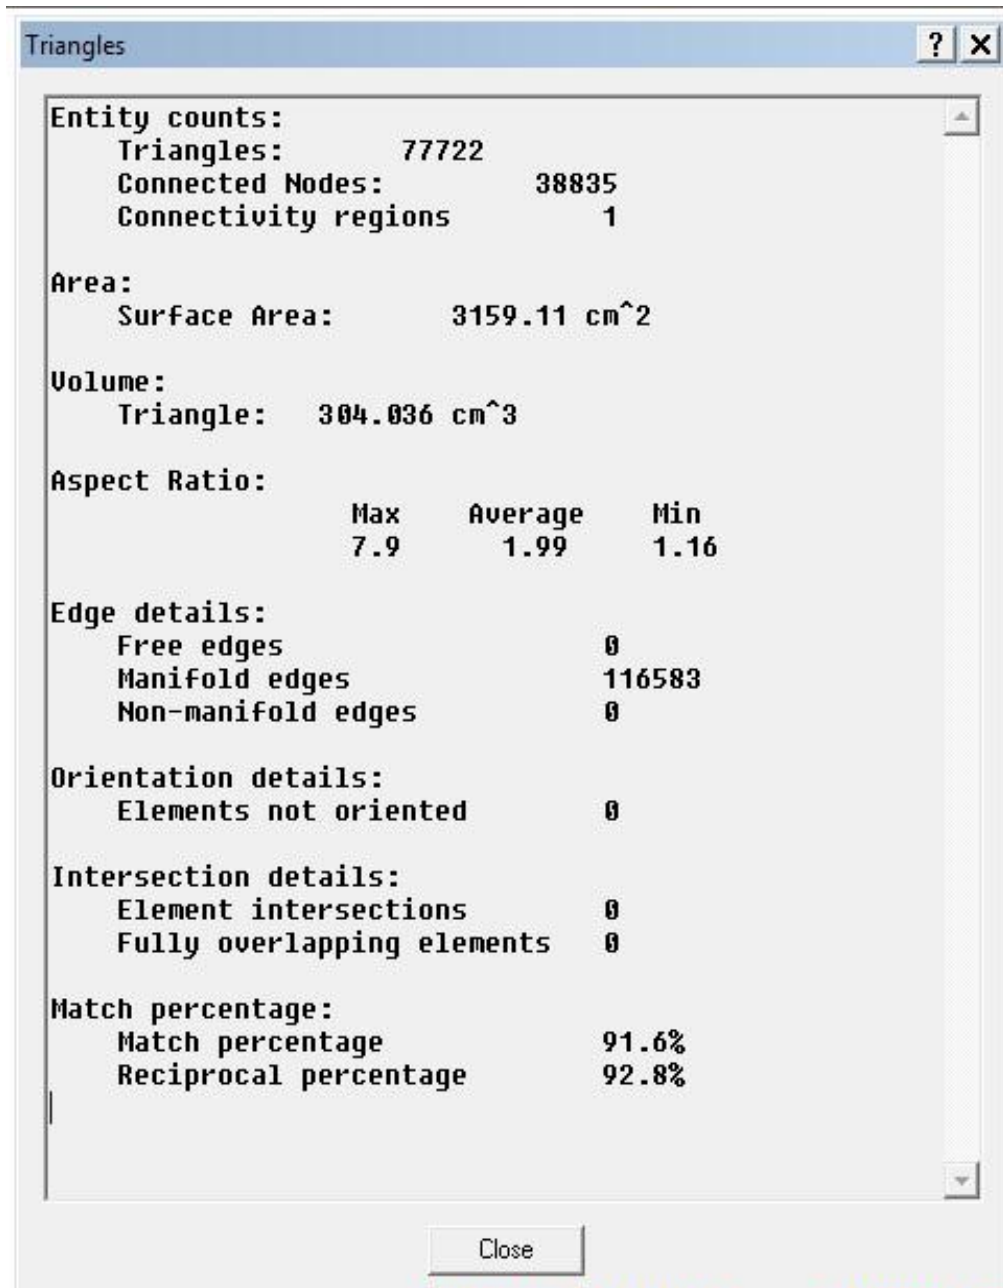 Triangles
Entity counts:
Triangles: 77722
Connected Nodes: 38835
Connectivity regions 1
Area:
Surface Area: 3159.11 cm^2
Volume:
Triangle: 304.036 cm^3
Aspect Ratio:
Max Average Min
7.9 1.99 1.16
Edge details:
Free edges 0
Manifold edges 116583
Non-manifold edges 0
Orientation details:
Elements not oriented 0
Intersection details:
Element intersections 0
Fully overlapping elements 0
Match percentage:
Match percentage 91.6%
Reciprocal percentage 92.8%
Close